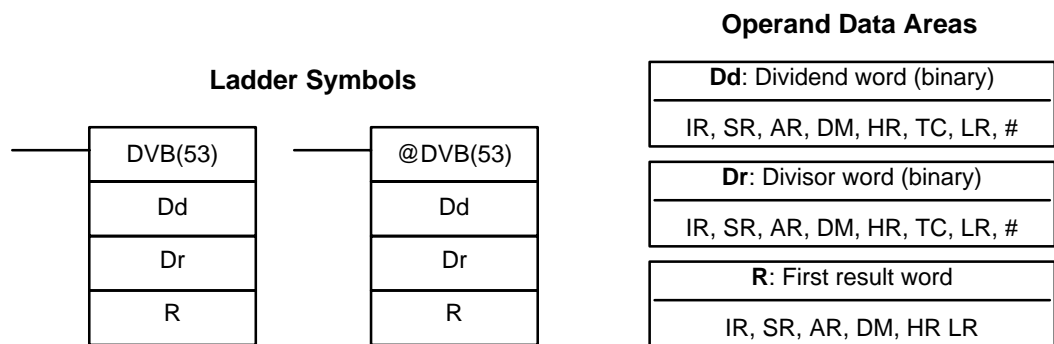 Ladder Symbols
DVB(53)
Dd
Dr
R
@DVB(53)
Dd
Dr
R
Operand Data Areas
Dd: Dividend word (binary)
IR, SR, AR, DM, HR, TC, LR, #
Dr: Divisor word (binary)
IR, SR, AR, DM, HR, TC, LR, #
R: First result word
IR, SR, AR, DM, HR LR